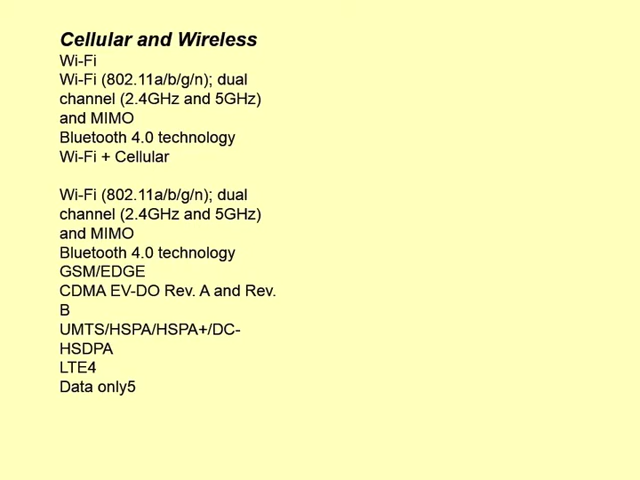 Cellular and Wireless
Wi-Fi
Wi-Fi (802.11a/b/g/n); dual
channel (2.4GHz and 5GHz)
and MIMO
Bluetooth 4.0 technology
Wi-Fi + Cellular
Wi-Fi (802.11a/b/g/n); dual
channel (2.4GHz and 5GHz)
and MIMO
Bluetooth 4.0 technology
GSM/EDGE
CDMA EV-DO Rev. A and Rev.
B
UMTS/HSPA/HSPA+/DC-
HSDPA
LTE4
Data only5